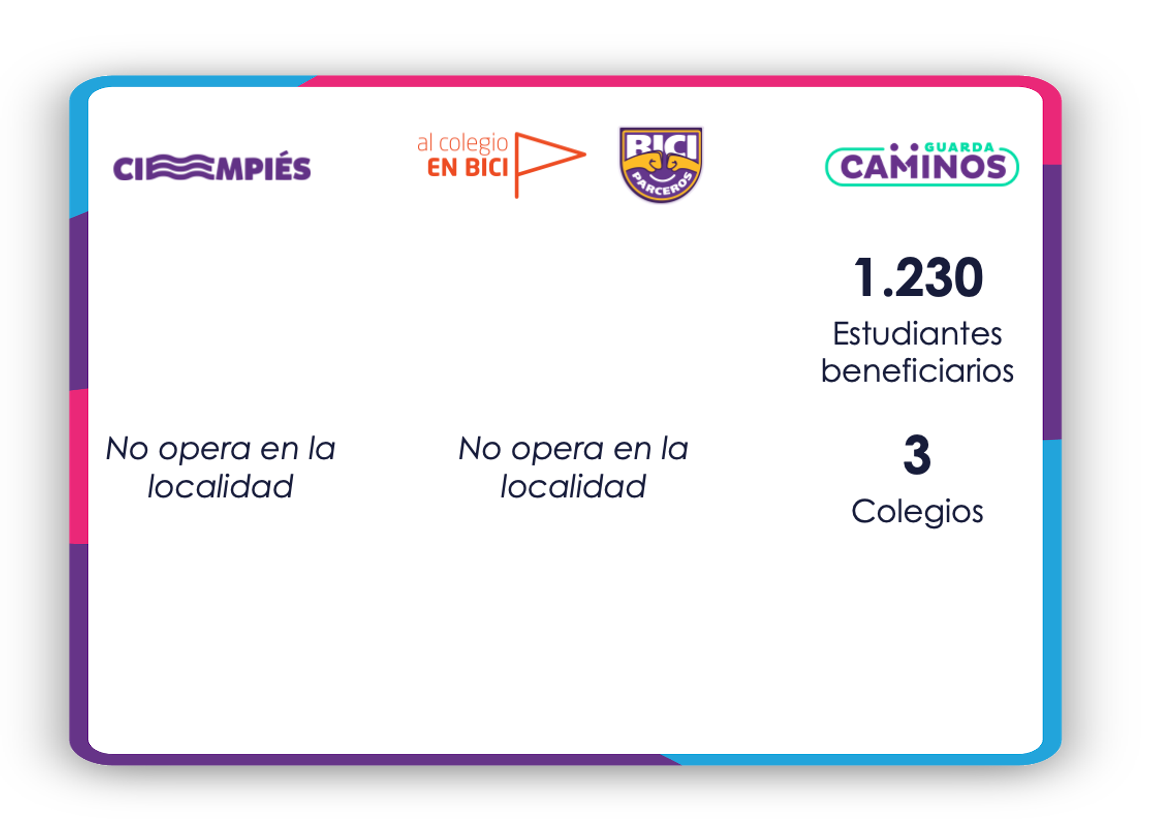 CIEMPIÉS
al colegio
EN BICI
BICI
PARCEROS
GUARDA
CAMINOS
1.230
Estudiantes
beneficiarios
No opera en la
localidad
No opera en la
localidad
3
Colegios